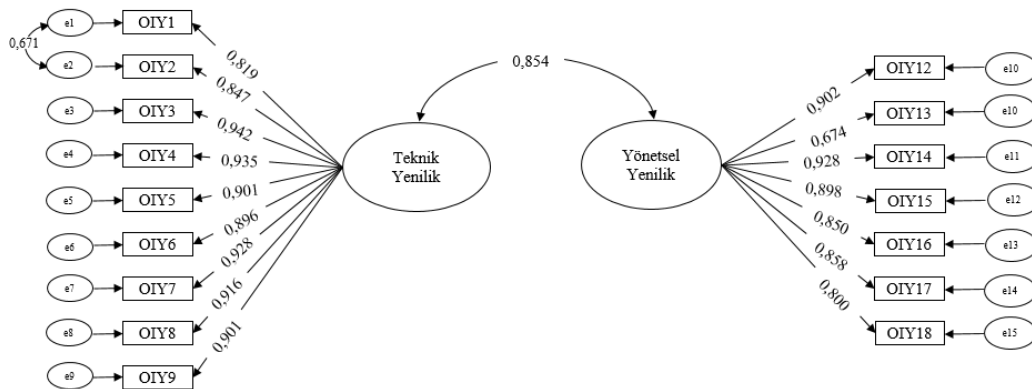 e1 OIY1
0,671
e2 OIY2
e3 OIY3
e4 OIY4
e5 OIY5
e6 OIY6
e7 OIY7
e8 OIY8
e9 OIY9
0,819
0,847
0,942
0,935
0,901
0,896
0,928
0,916
0,901
Teknik
Yenilik
0,854
Yönetsel
Yenilik
0,902
0,674
0,928
0,898
0,850
0,858
0,800
OIY12 e10
OIY13 e10
OIY14 e11
OIY15 e12
OIY16 e13
OIY17 e14
OIY18 e15